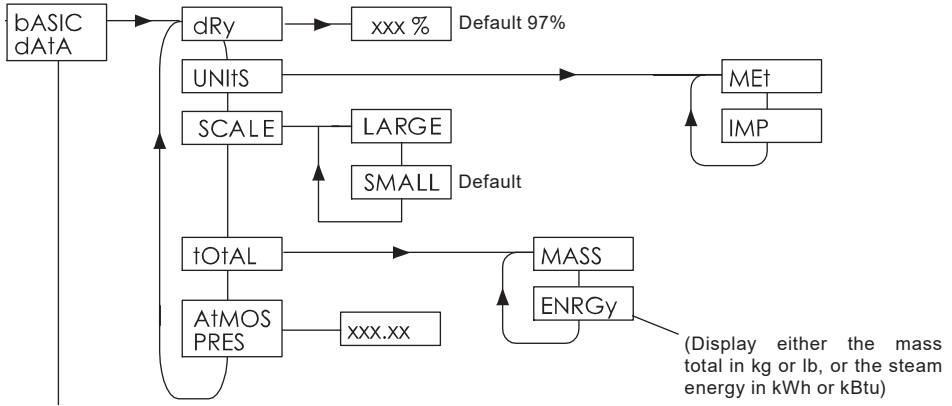 bASIC
dAtA
dRy
xxx %
Default 97%
UNItS
MEt
IMP
SCALE
LARGE
SMALL
Default
tOtAL
MASS
ENRGy
AtMOS
PRES
xxx.xx
(Display either the mass
total in kg or lb, or the steam
energy in kWh or kBtu)